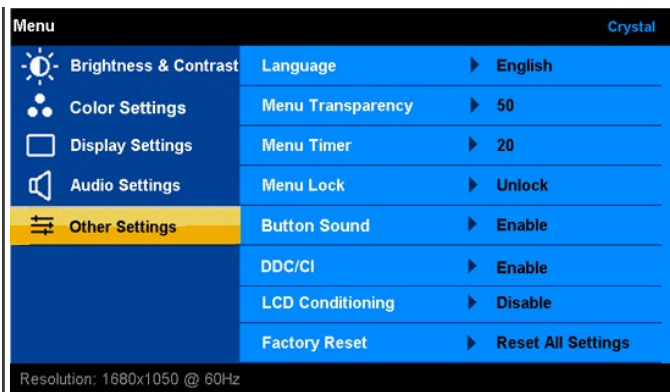 Menu Crystal
Brightness & Contrast Language English
Color Settings Menu Transparency 50
Display Settings Menu Timer 20
Audio Settings Menu Lock Unlock
Other Settings Button Sound Enable
DDC/CI Enable
LCD Conditioning Disable
Factory Reset Reset All Settings
Resolution: 1680x1050 @ 60Hz